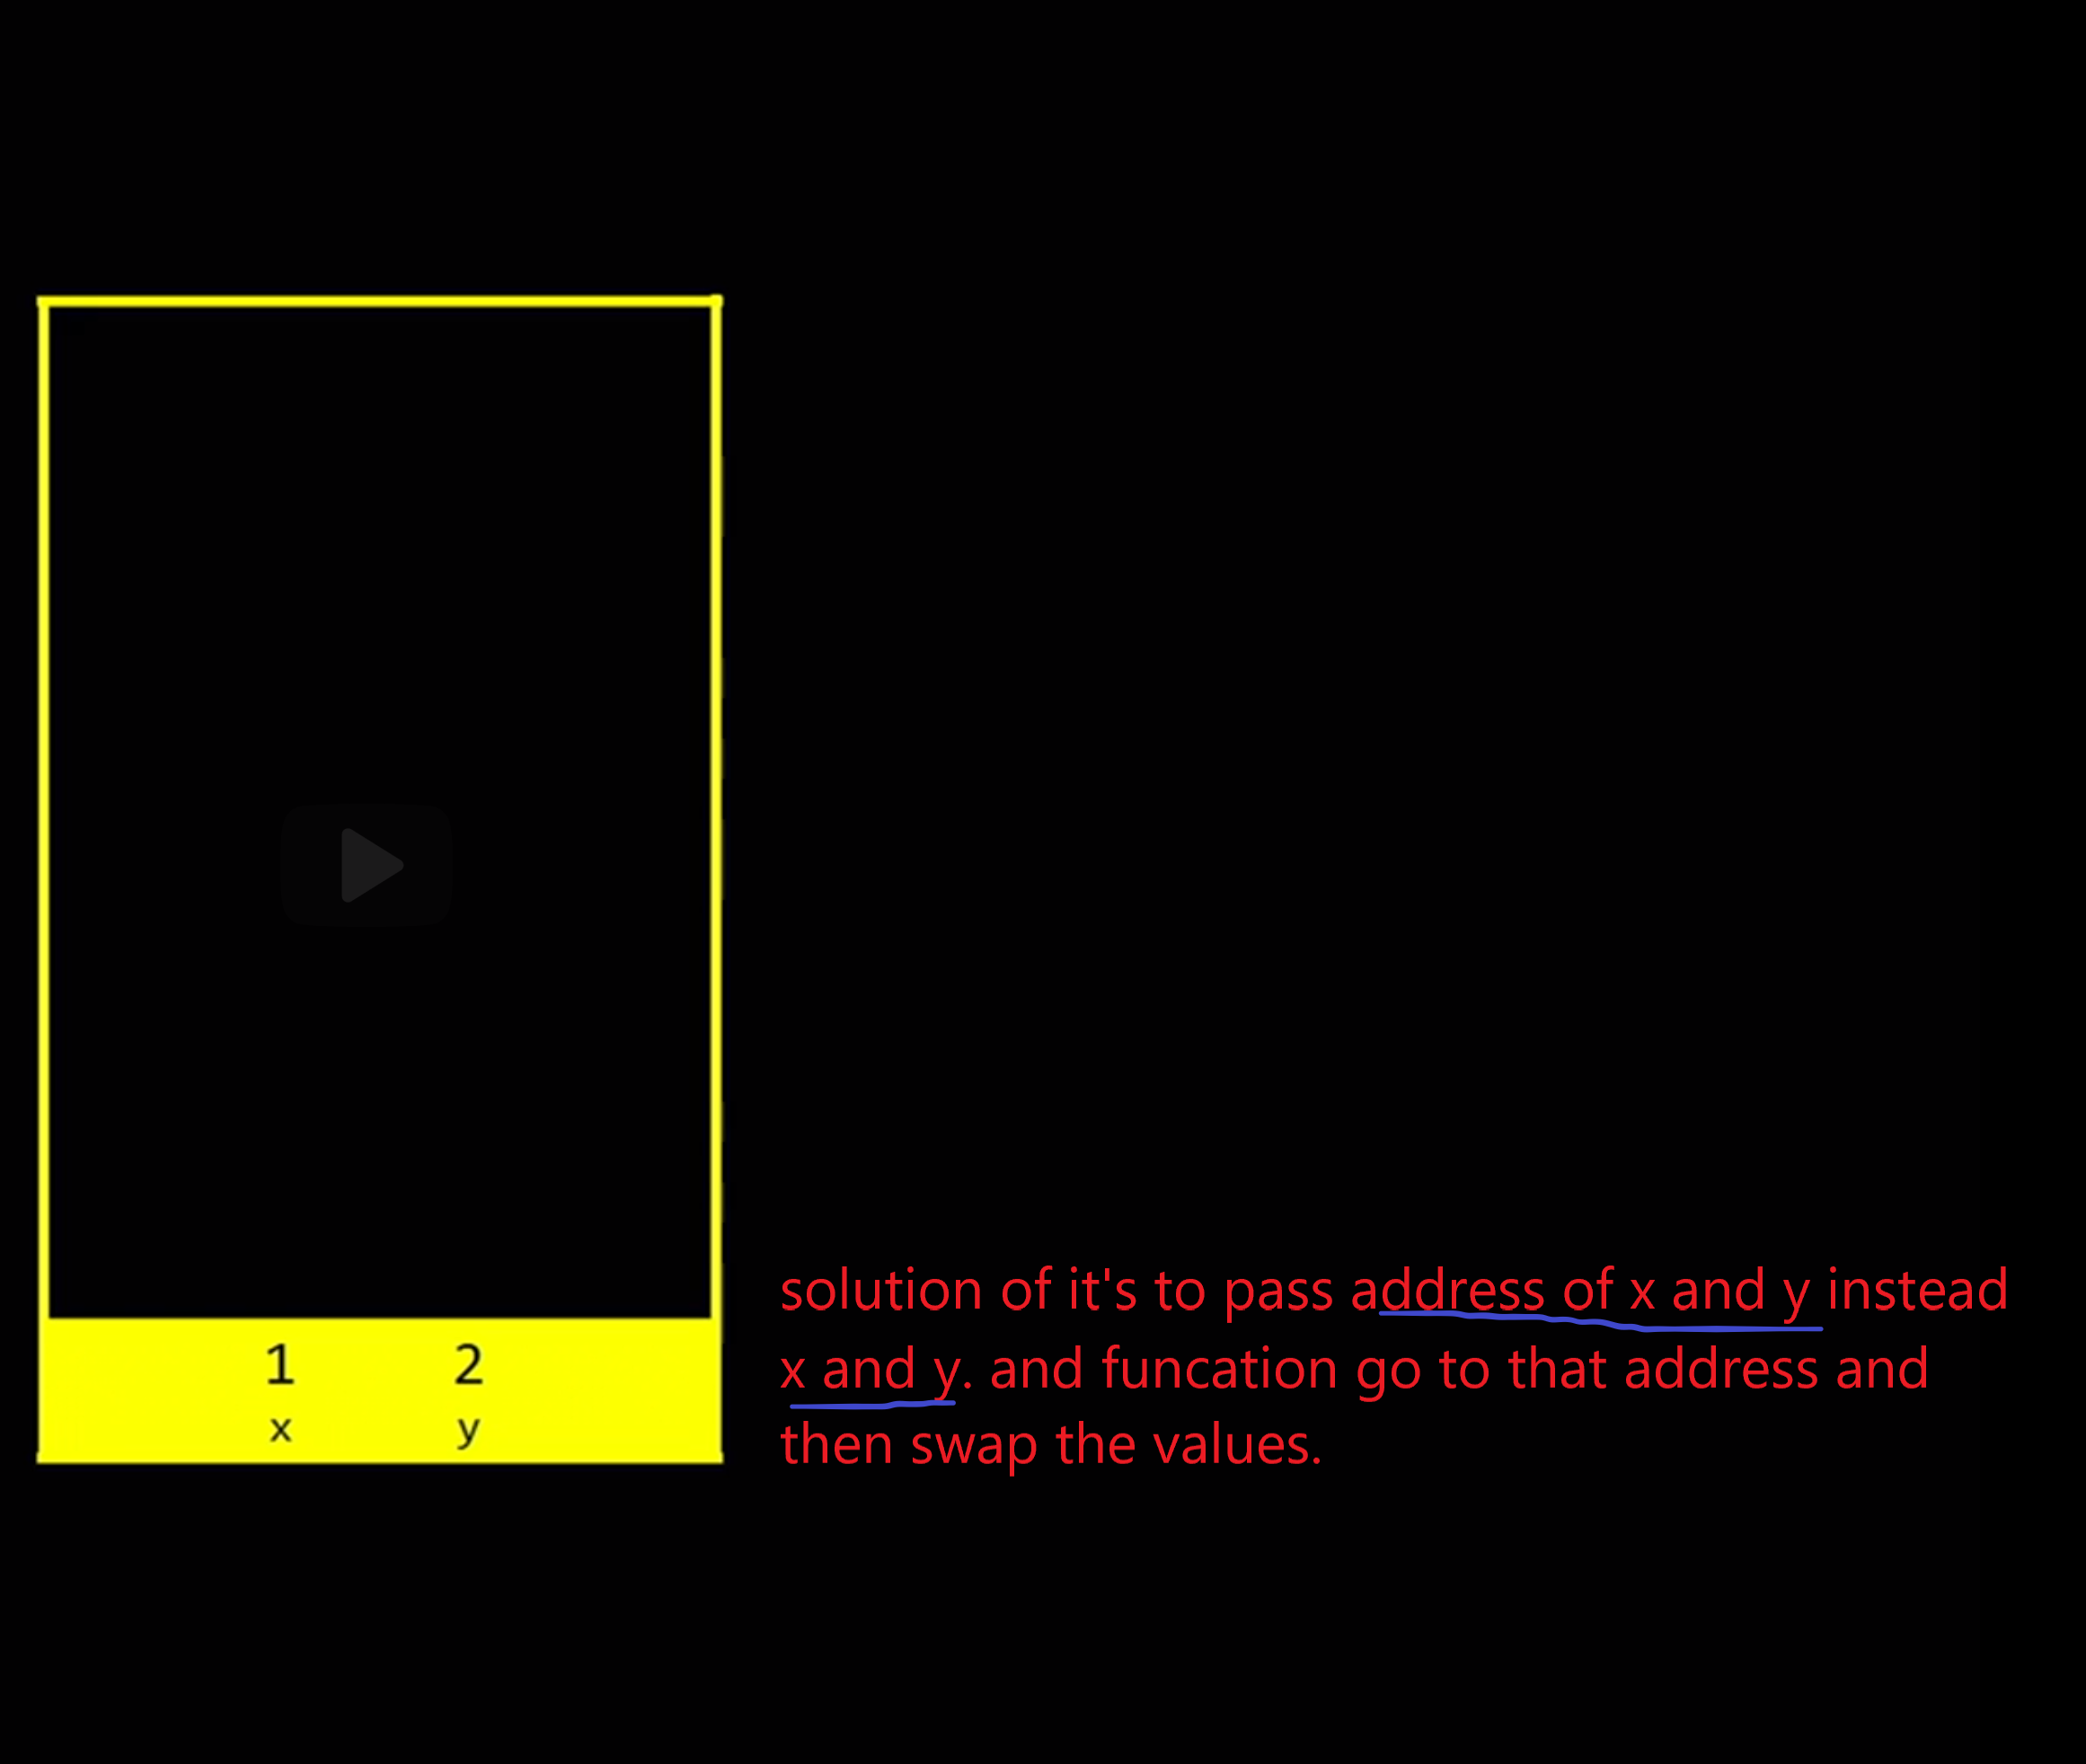 solution of it's to pass address of x and y instead
x and y. and funcation go to that address and
then swap the values.
1 2
x y